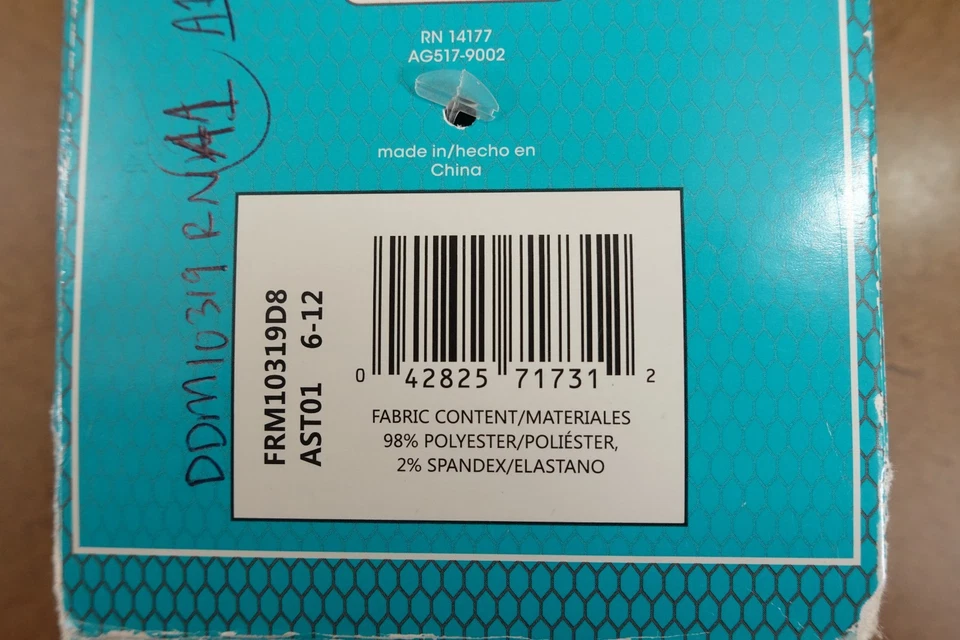 RN 14177
AG517-9002
made in/hecho en
China
DDM10319 RNAA1
FRM10319D8
AST01 6-12
0 42825 71731 2
FABRIC CONTENT/MATERIALES
98% POLYESTER/POLIÉSTER,
2% SPANDEX/ELASTANO